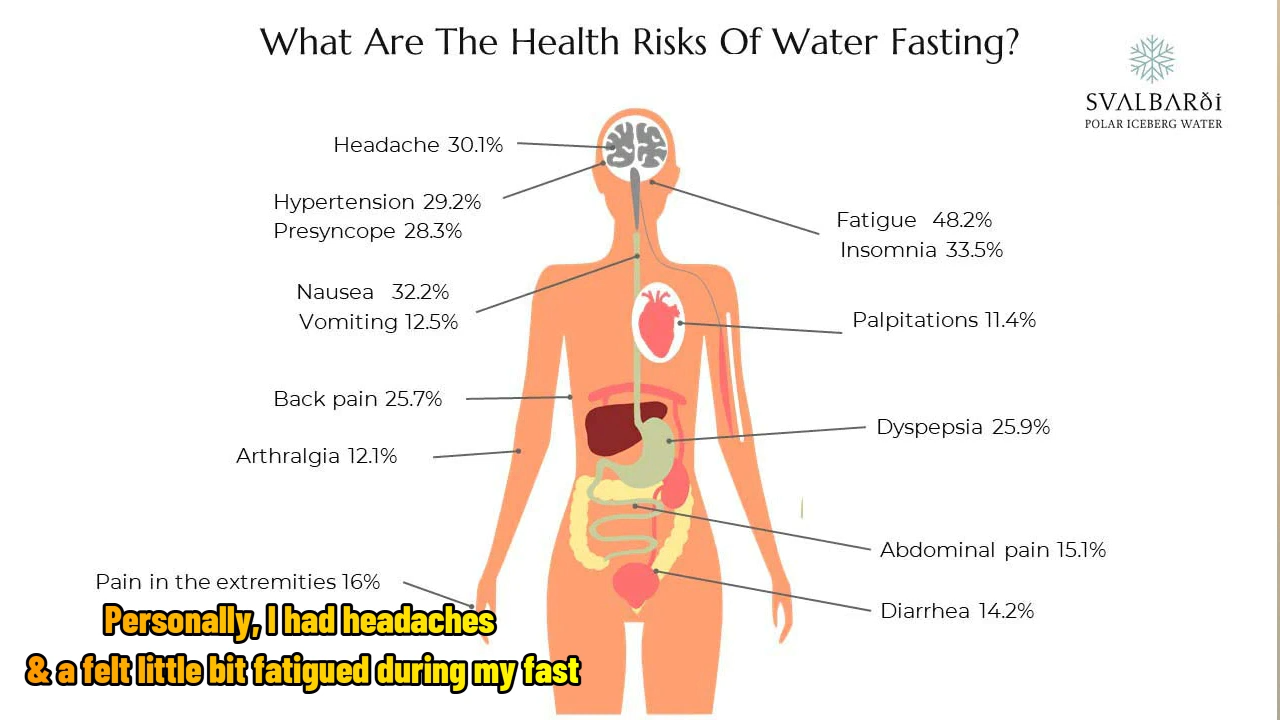 What Are The Health Risks Of Water Fasting?
SVALBARði
POLAR ICEBERG WATER
Headache 30.1%
Hypertension 29.2%
Presyncope 28.3%
Fatigue 48.2%
Insomnia 33.5%
Nausea 32.2%
Vomiting 12.5%
Palpitations 11.4%
Back pain 25.7%
Dyspepsia 25.9%
Arthralgia 12.1%
Abdominal pain 15.1%
Pain in the extremities 16%
Diarrhea 14.2%
Personally, I had headaches
& a felt little bit fatigued during my fast